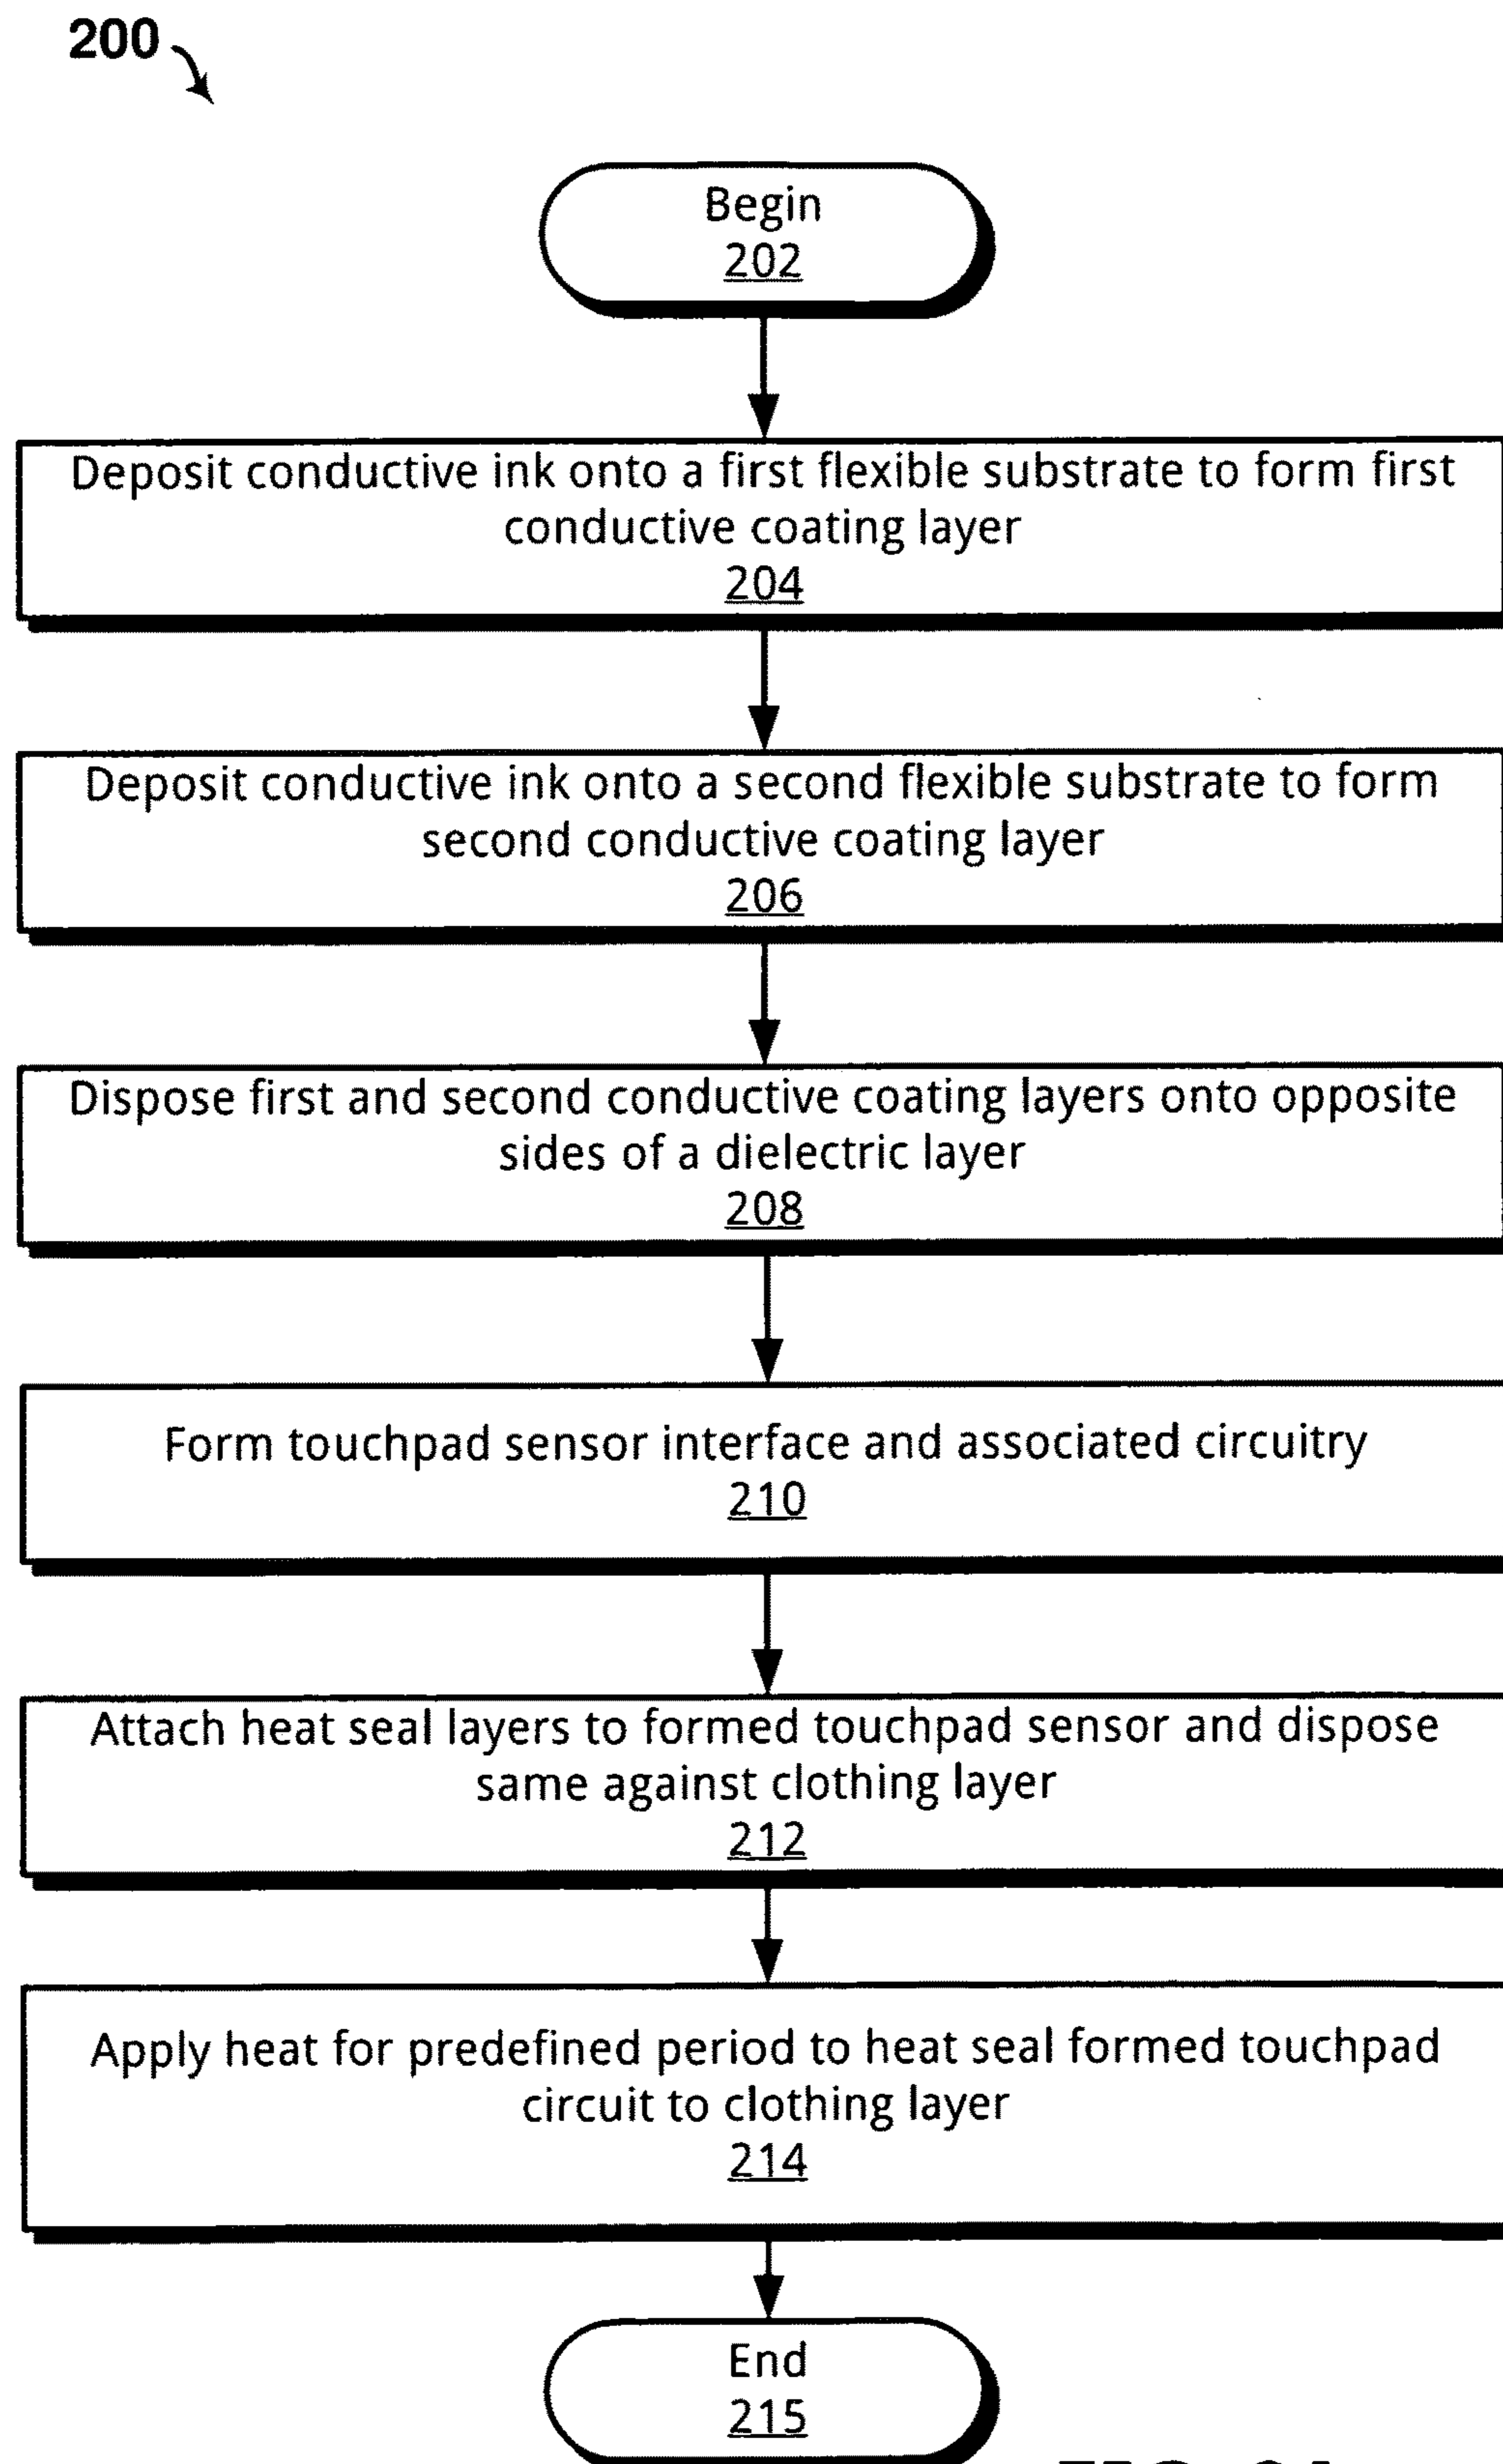 200
Begin
202
Deposit conductive ink onto a first flexible substrate to form first
conductive coating layer
204
Deposit conductive ink onto a second flexible substrate to form
second conductive coating layer
206
Dispose first and second conductive coating layers onto opposite
sides of a dielectric layer
208
Form touchpad sensor interface and associated circuitry
210
Attach heat seal layers to formed touchpad sensor and dispose
same against clothing layer
212
Apply heat for predefined period to heat seal formed touchpad
circuit to clothing layer
214
End
215